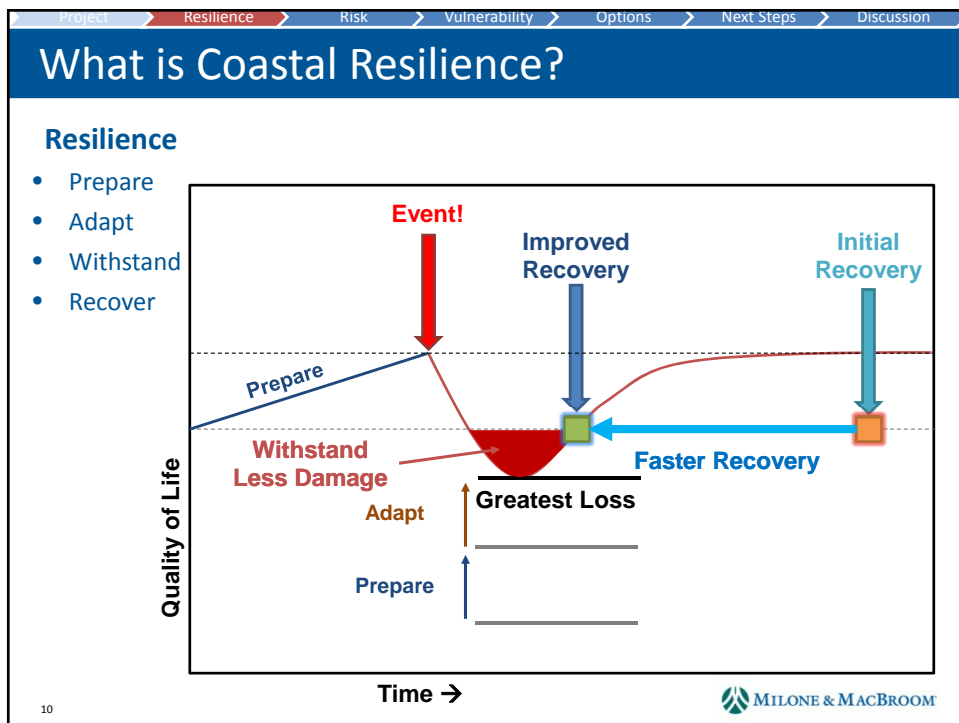 Project Resilience Risk Vulnerability Options Next Steps Discussion
What is Coastal Resilience?
Resilience
• Prepare
• Adapt
• Withstand
• Recover
Event!
Improved
Recovery
Initial
Recovery
Prepare
Withstand
Less Damage
Faster Recovery
Greatest Loss
Adapt
Prepare
Quality of Life
Time →
10
MILONE & MACBROOM